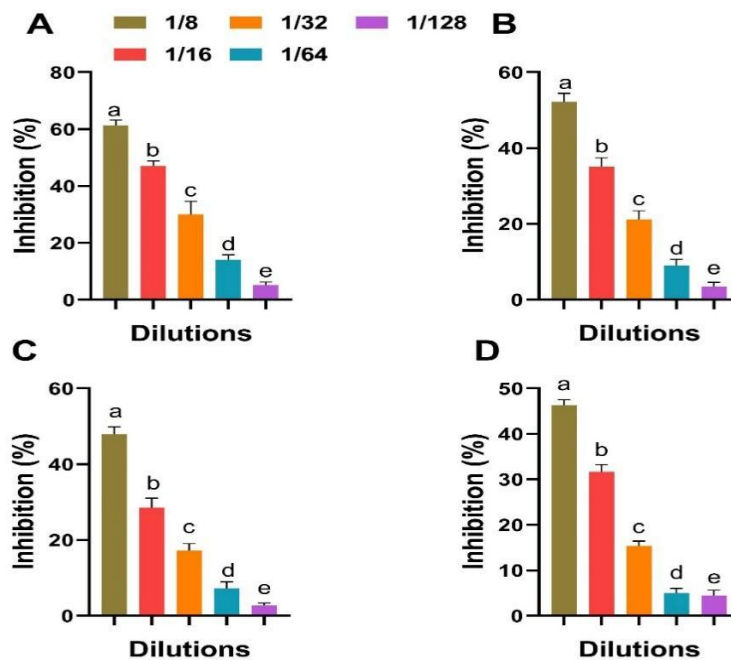 A
1/8 1/32 1/128
1/16 1/64
Inhibition (%)
80
60
40
20
0
a
b
c
d
e
Dilutions
B
Inhibition (%)
60
40
20
0
a
b
c
d
e
Dilutions
C
Inhibition (%)
60
40
20
0
a
b
c
d
e
Dilutions
D
Inhibition (%)
50
40
30
20
10
0
a
b
c
d
e
Dilutions